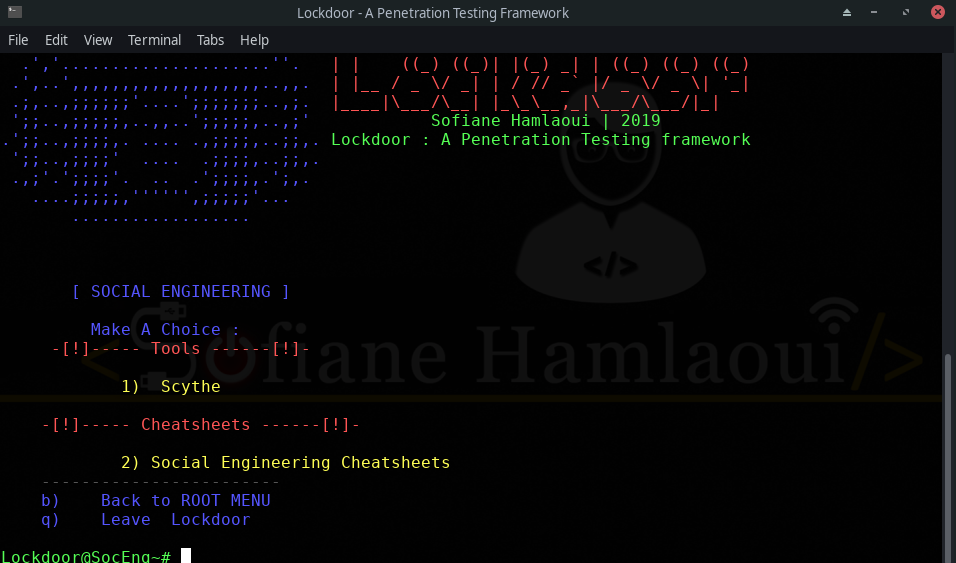 Lockdoor - A Penetration Testing Framework
File Edit View Terminal Tabs Help
Sofiane Hamlaoui | 2019
Lockdoor : A Penetration Testing framework
</>
[ SOCIAL ENGINEERING ]
Make A Choice :
-[!]----- Tools ------[!]-
<Sofiane Hamlaoui/>
1)  Scythe
-[!]----- Cheatsheets ------[!]-
2) Social Engineering Cheatsheets
------------------------
b)    Back to ROOT MENU
q)    Leave  Lockdoor
Lockdoor@SocEng~#